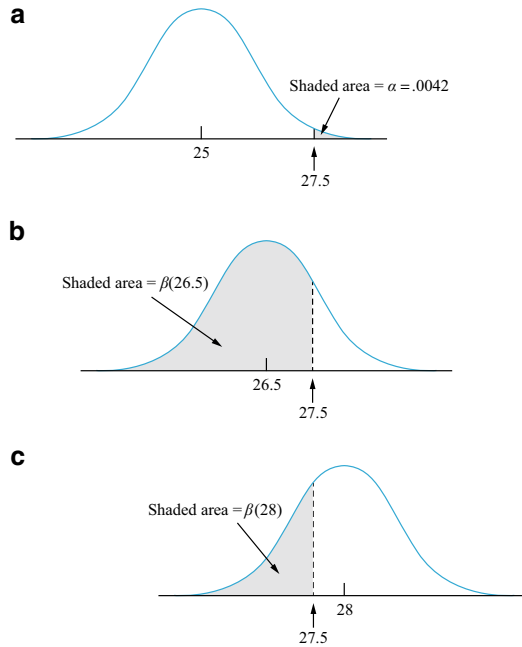 a
Shaded area = α = .0042
25
27.5
b
Shaded area = β(26.5)
26.5
27.5
c
Shaded area = β(28)
28
27.5